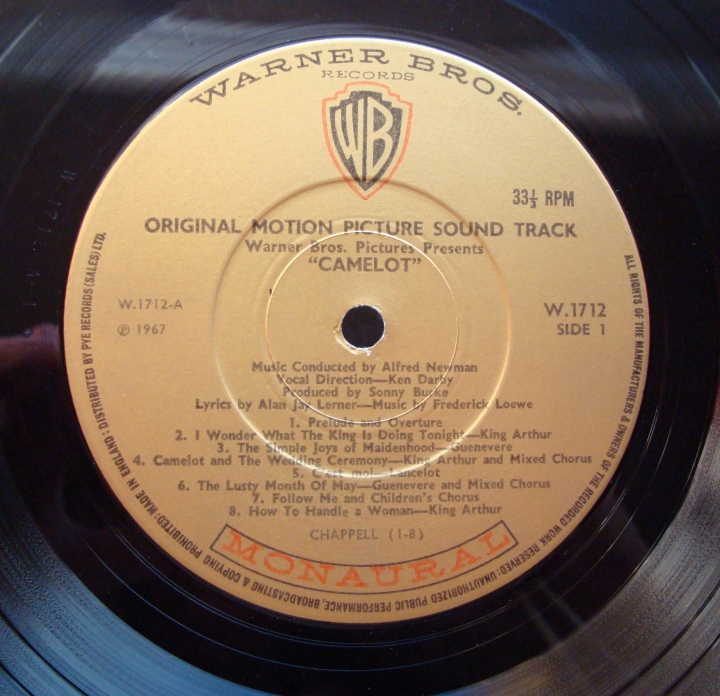 WARNER BROS.
RECORDS
WB
33⅓ RPM
ORIGINAL MOTION PICTURE SOUND TRACK
Warner Bros. Pictures Presents
"CAMELOT"
W.1712-A
℗ 1967
W.1712
SIDE 1
Music Conducted by Alfred Newman
Vocal Direction—Ken Darby
Produced by Sonny Burke
Lyrics by Alan Jay Lerner—Music by Frederick Loewe
1. Prelude and Overture
2. I Wonder What The King Is Doing Tonight—King Arthur
3. The Simple Joys of Maidenhood—Guenevere
4. Camelot and The Wedding Ceremony—King Arthur and Mixed Chorus
5. C'est moi—Lancelot
6. The Lusty Month Of May—Guenevere and Mixed Chorus
7. Follow Me and Children's Chorus
8. How To Handle a Woman—King Arthur
CHAPPELL (1-8)
MONAURAL
ALL RIGHTS OF THE MANUFACTURERS & OWNERS OF THE RECORDED WORK RESERVED: UNAUTHORIZED PUBLIC PERFORMANCE, BROADCASTING & COPYING PROHIBITED: MADE IN ENGLAND: DISTRIBUTED BY PYE RECORDS (SALES) LTD.